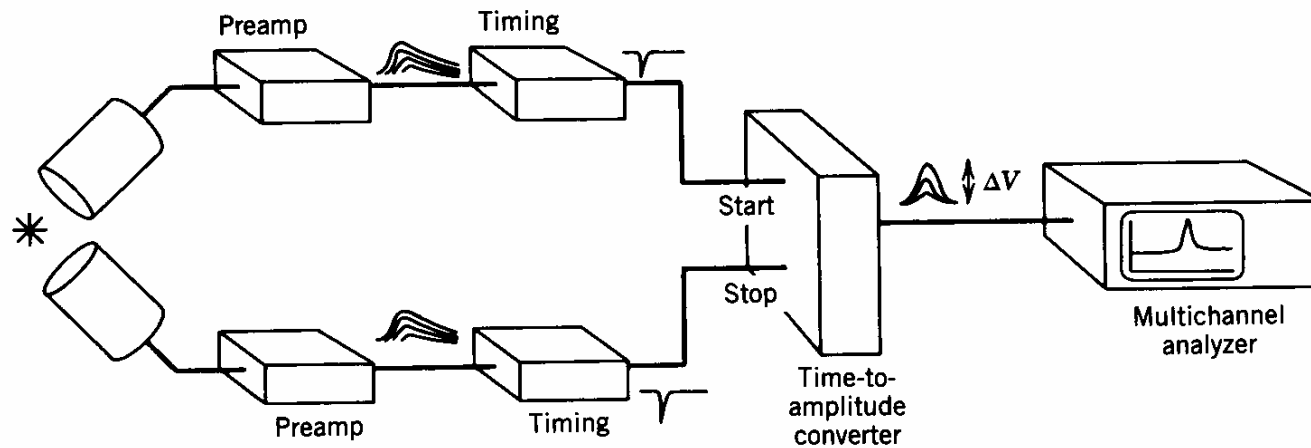 Preamp
Timing
Start
Stop
ΔV
Preamp
Timing
Time-to-
amplitude
converter
Multichannel
analyzer